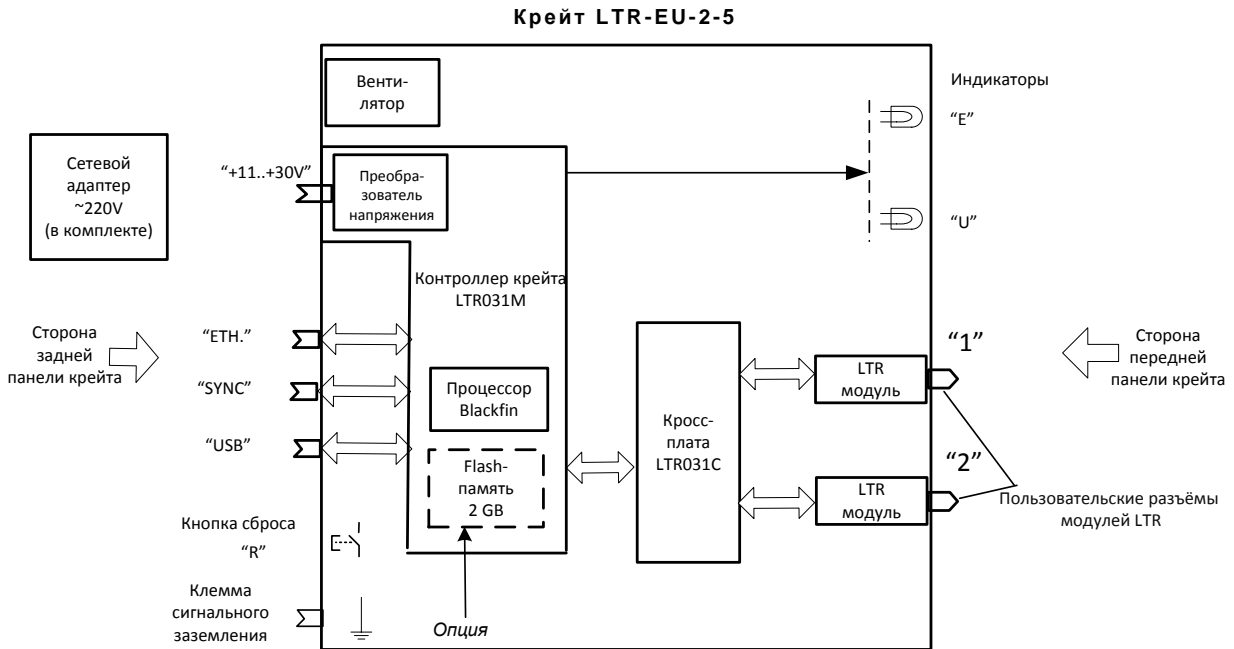 Крейт LTR-EU-2-5
Венти-
лятор
Индикаторы
“E”
“U”
Сетевой
адаптер
~220V
(в комплекте)
“+11..+30V”
Преобра-
зователь
напряжения
Контроллер крейта
LTR031M
Сторона
задней
панели крейта
“ETH.”
“SYNC”
“USB”
Процессор
Blackfin
Flash-
память
2 GB
Кросс-
плата
LTR031C
LTR
модуль
“1”
LTR
модуль
“2”
Сторона
передней
панели крейта
Пользовательские разъёмы
модулей LTR
Кнопка сброса
“R”
Клемма
сигнального
заземления
Опция